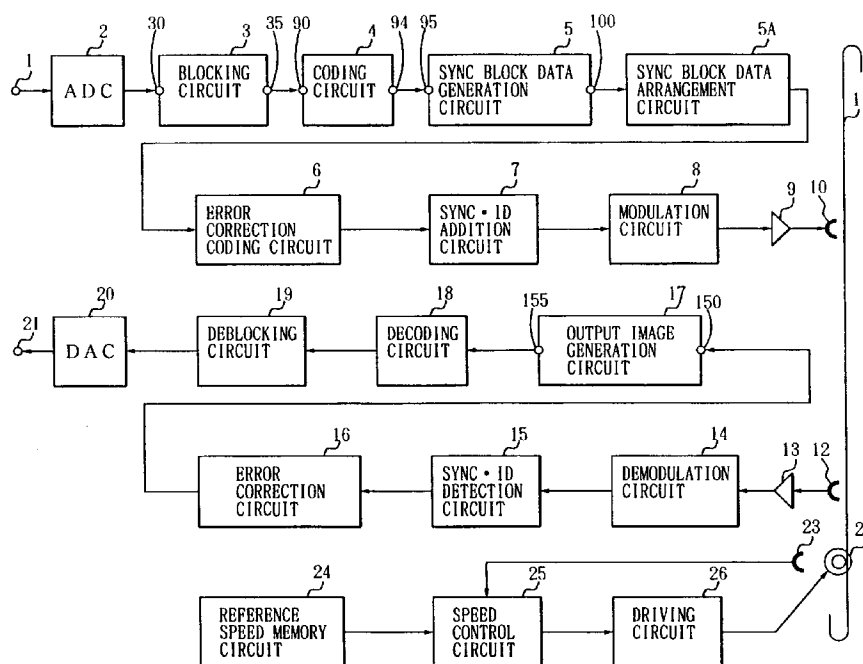 1
2
ADC
30
3
BLOCKING
CIRCUIT
35
90
4
CODING
CIRCUIT
94
95
5
SYNC BLOCK DATA
GENERATION
CIRCUIT
100
5A
SYNC BLOCK DATA
ARRANGEMENT
CIRCUIT
6
ERROR
CORRECTION
CODING CIRCUIT
7
SYNC・ID
ADDITION
CIRCUIT
8
MODULATION
CIRCUIT
9
10
21
20
DAC
19
DEBLOCKING
CIRCUIT
18
DECODING
CIRCUIT
155
17
OUTPUT IMAGE
GENERATION
CIRCUIT
150
16
ERROR
CORRECTION
CIRCUIT
15
SYNC・ID
DETECTION
CIRCUIT
14
DEMODULATION
CIRCUIT
13
12
23
24
REFERENCE
SPEED MEMORY
CIRCUIT
25
SPEED
CONTROL
CIRCUIT
26
DRIVING
CIRCUIT